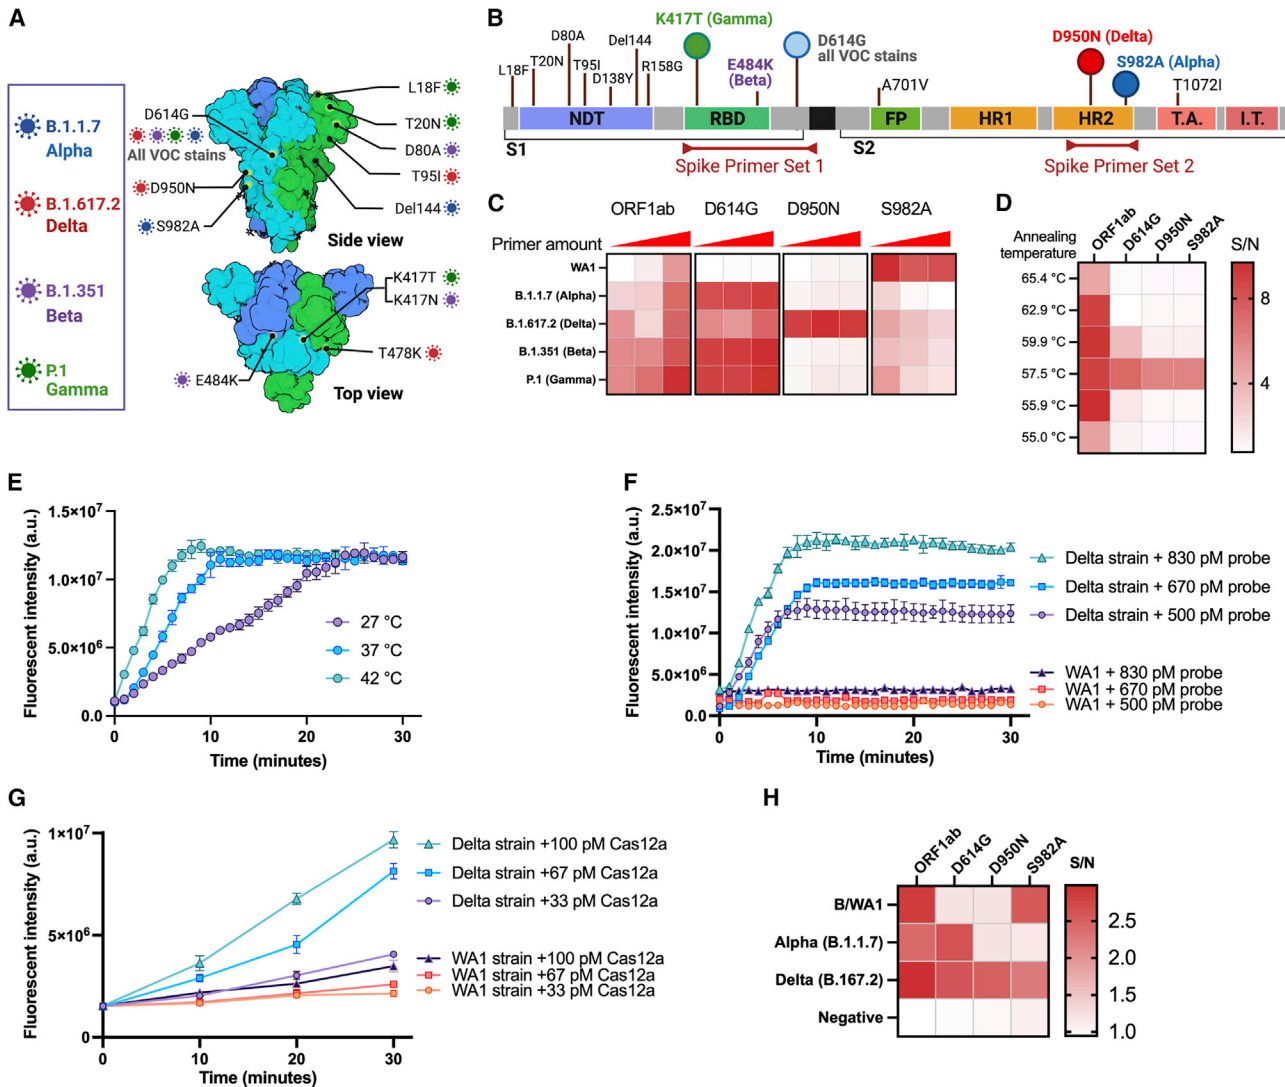 A
B.1.1.7
Alpha
B.1.617.2
Delta
B.1.351
Beta
P.1
Gamma
D614G
All VOC stains
D950N
S982A
L18F
T20N
D80A
T95I
Del144
Side view
K417T
K417N
T478K
E484K
Top view
B
L18F
T20N
D80A
T95I
D138Y
Del144
R158G
K417T (Gamma)
E484K
(Beta)
D614G
all VOC stains
A701V
D950N (Delta)
S982A (Alpha)
T1072I
NDT
RBD
FP
HR1
HR2
T.A.
I.T.
S1
S2
Spike Primer Set 1
Spike Primer Set 2
C
ORF1ab
D614G
D950N
S982A
Primer amount
WA1
B.1.1.7 (Alpha)
B.1.617.2 (Delta)
B.1.351 (Beta)
P.1 (Gamma)
D
Annealing
temperature
ORF1ab
D614G
D950N
S982A
S/N
65.4 °C
62.9 °C
59.9 °C
57.5 °C
55.9 °C
55.0 °C
8
4
E
Fluorescent intensity (a.u.)
1.5×10⁷
1.0×10⁷
5.0×10⁶
0.0
27 °C
37 °C
42 °C
0
10
20
30
Time (minutes)
F
Fluorescent intensity (a.u.)
2.5×10⁷
2.0×10⁷
1.5×10⁷
1.0×10⁷
5.0×10⁶
0.0
0
10
20
30
Time (minutes)
Delta strain + 830 pM probe
Delta strain + 670 pM probe
Delta strain + 500 pM probe
WA1 + 830 pM probe
WA1 + 670 pM probe
WA1 + 500 pM probe
G
Fluorescent intensity (a.u.)
1×10⁷
5×10⁶
0
0
10
20
30
Time (minutes)
Delta strain +100 pM Cas12a
Delta strain +67 pM Cas12a
Delta strain +33 pM Cas12a
WA1 strain +100 pM Cas12a
WA1 strain +67 pM Cas12a
WA1 strain +33 pM Cas12a
H
ORF1ab
D614G
D950N
S982A
S/N
B/WA1
Alpha (B.1.1.7)
Delta (B.167.2)
Negative
2.5
2.0
1.5
1.0